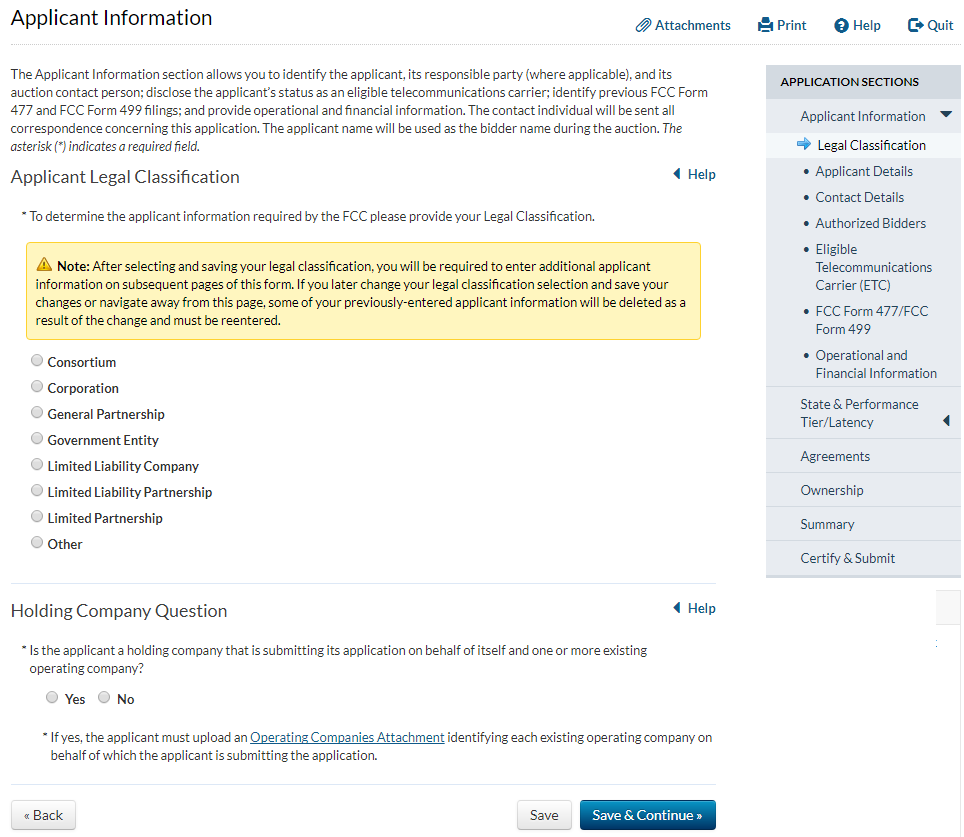 Applicant Information
Attachments
Print
Help
Quit
The Applicant Information section allows you to identify the applicant, its responsible party (where applicable), and its
auction contact person; disclose the applicant's status as an eligible telecommunications carrier; identify previous FCC Form
477 and FCC Form 499 filings; and provide operational and financial information. The contact individual will be sent all
correspondence concerning this application. The applicant name will be used as the bidder name during the auction. The
asterisk (*) indicates a required field.
Applicant Legal Classification
Help
* To determine the applicant information required by the FCC please provide your Legal Classification.
Note: After selecting and saving your legal classification, you will be required to enter additional applicant
information on subsequent pages of this form. If you later change your legal classification selection and save your
changes or navigate away from this page, some of your previously-entered applicant information will be deleted as a
result of the change and must be reentered.
Consortium
Corporation
General Partnership
Government Entity
Limited Liability Company
Limited Liability Partnership
Limited Partnership
Other
Holding Company Question
Help
* Is the applicant a holding company that is submitting its application on behalf of itself and one or more existing
operating company?
Yes No
* If yes, the applicant must upload an Operating Companies Attachment identifying each existing operating company on
behalf of which the applicant is submitting the application.
« Back
Save
Save & Continue »
APPLICATION SECTIONS
Applicant Information
Legal Classification
• Applicant Details
• Contact Details
• Authorized Bidders
• Eligible
Telecommunications
Carrier (ETC)
• FCC Form 477/FCC
Form 499
• Operational and
Financial Information
State & Performance
Tier/Latency
Agreements
Ownership
Summary
Certify & Submit